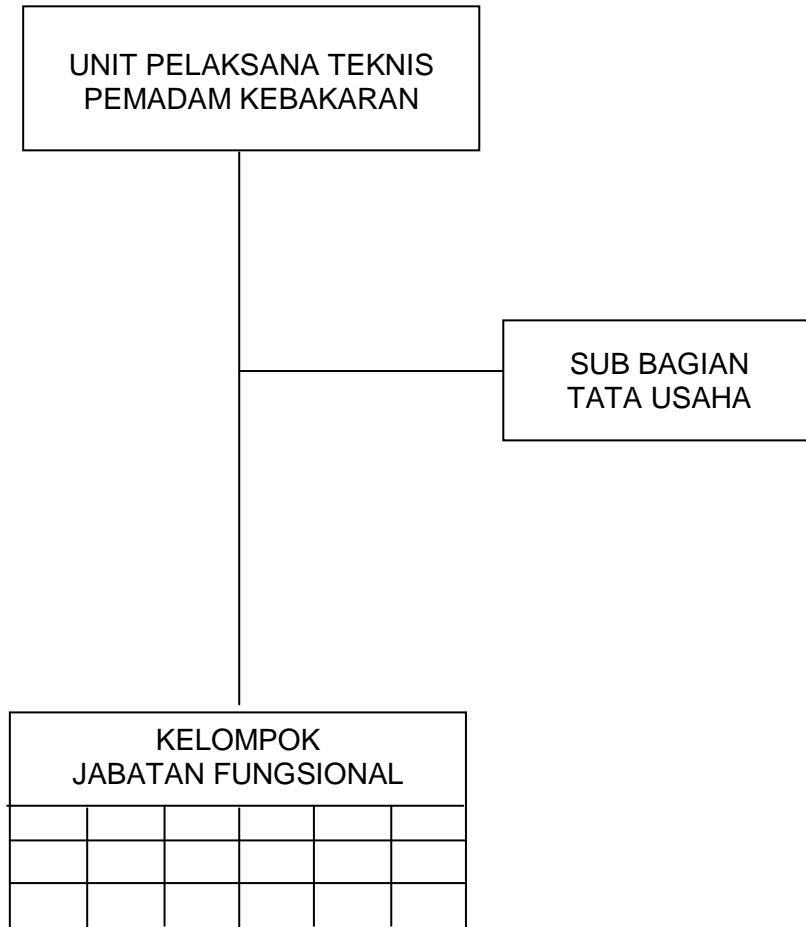 UNIT PELAKSANA TEKNIS
PEMADAM KEBAKARAN
SUB BAGIAN
TATA USAHA
KELOMPOK
JABATAN FUNGSIONAL